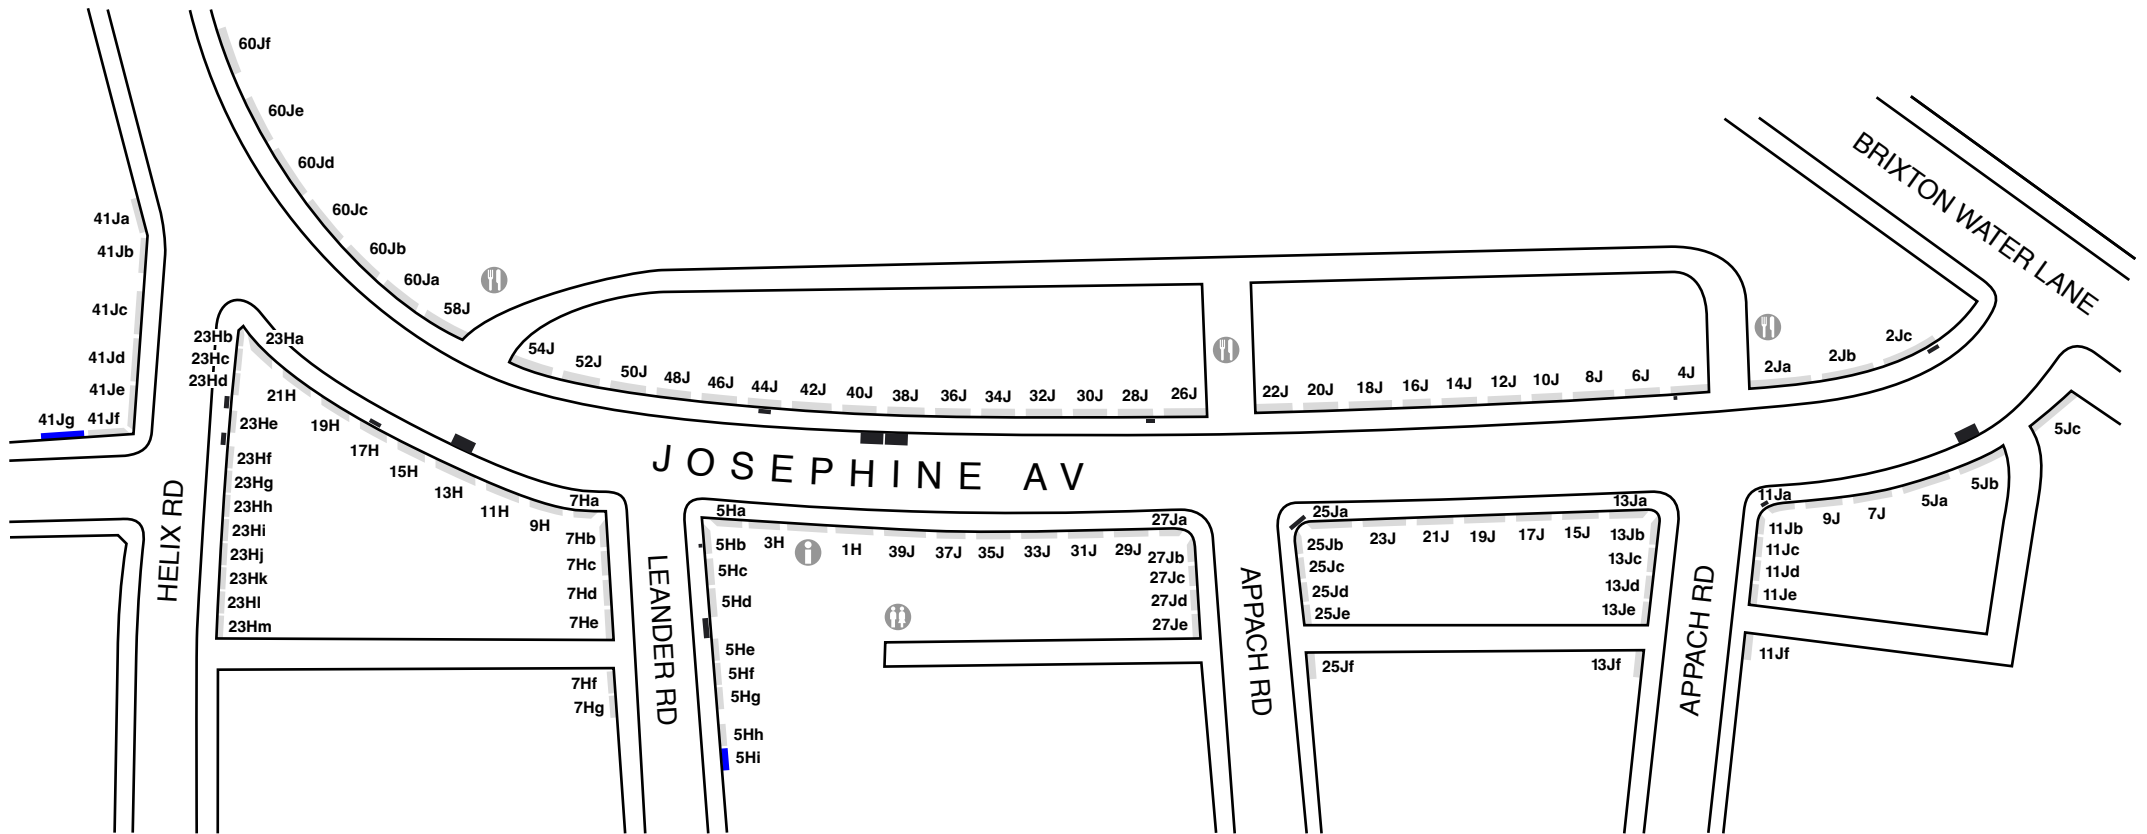 60Jf
60Je
60Jd
60Jc
60Jb
60Ja
58J
BRIXTON WATER LANE
41Ja
41Jb
41Jc
41Jd
41Je
41Jf
41Jg
23Ha
23Hb
23Hc
23Hd
23He
23Hf
23Hg
23Hh
23Hi
23Hj
23Hk
23Hl
23Hm
21H
19H
17H
15H
13H
11H
9H
7Ha
7Hb
7Hc
7Hd
7He
7Hf
7Hg
54J
52J
50J
48J
46J
44J
42J
40J
38J
36J
34J
32J
30J
28J
26J
22J
20J
18J
16J
14J
12J
10J
8J
6J
4J
2Ja
2Jb
2Jc
JOSEPHINE AV
HELIX RD
LEANDER RD
5Ha
5Hb
5Hc
5Hd
5He
5Hf
5Hg
5Hh
5Hi
3H
1H
39J
37J
35J
33J
31J
29J
27Ja
27Jb
27Jc
27Jd
27Je
APPACH RD
25Ja
25Jb
25Jc
25Jd
25Je
25Jf
23J
21J
19J
17J
15J
13Ja
13Jb
13Jc
13Jd
13Je
13Jf
APPACH RD
11Ja
11Jb
11Jc
11Jd
11Je
11Jf
9J
7J
5Ja
5Jb
5Jc